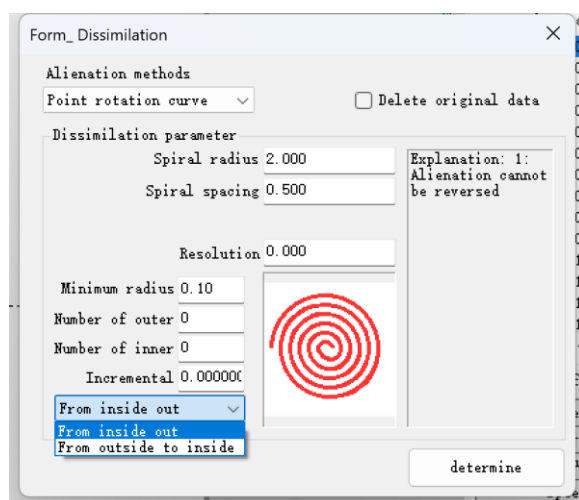 Form_ Dissimilation
Alienation methods
Point rotation curve
Delete original data
Dissimilation parameter
Spiral radius 2.000
Spiral spacing 0.500
Resolution 0.000
Explanation: 1:
Alienation cannot
be reversed
Minimum radius 0.10
Number of outer 0
Number of inner 0
Incremental 0.000000
From inside out
From inside out
From outside to inside
determine